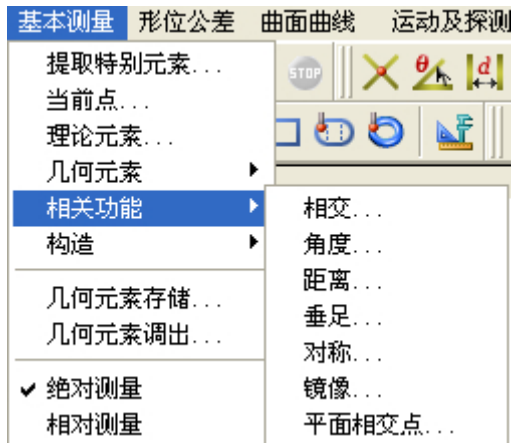 基本测量 形位公差 曲面曲线 运动及探测
提取特别元素...
STOP
θ
d
当前点...
理论元素...
几何元素
相关功能
构造
几何元素存储...
几何元素调出...
绝对测量
相对测量
相交...
角度...
距离...
垂足...
对称...
镜像...
平面相交点...